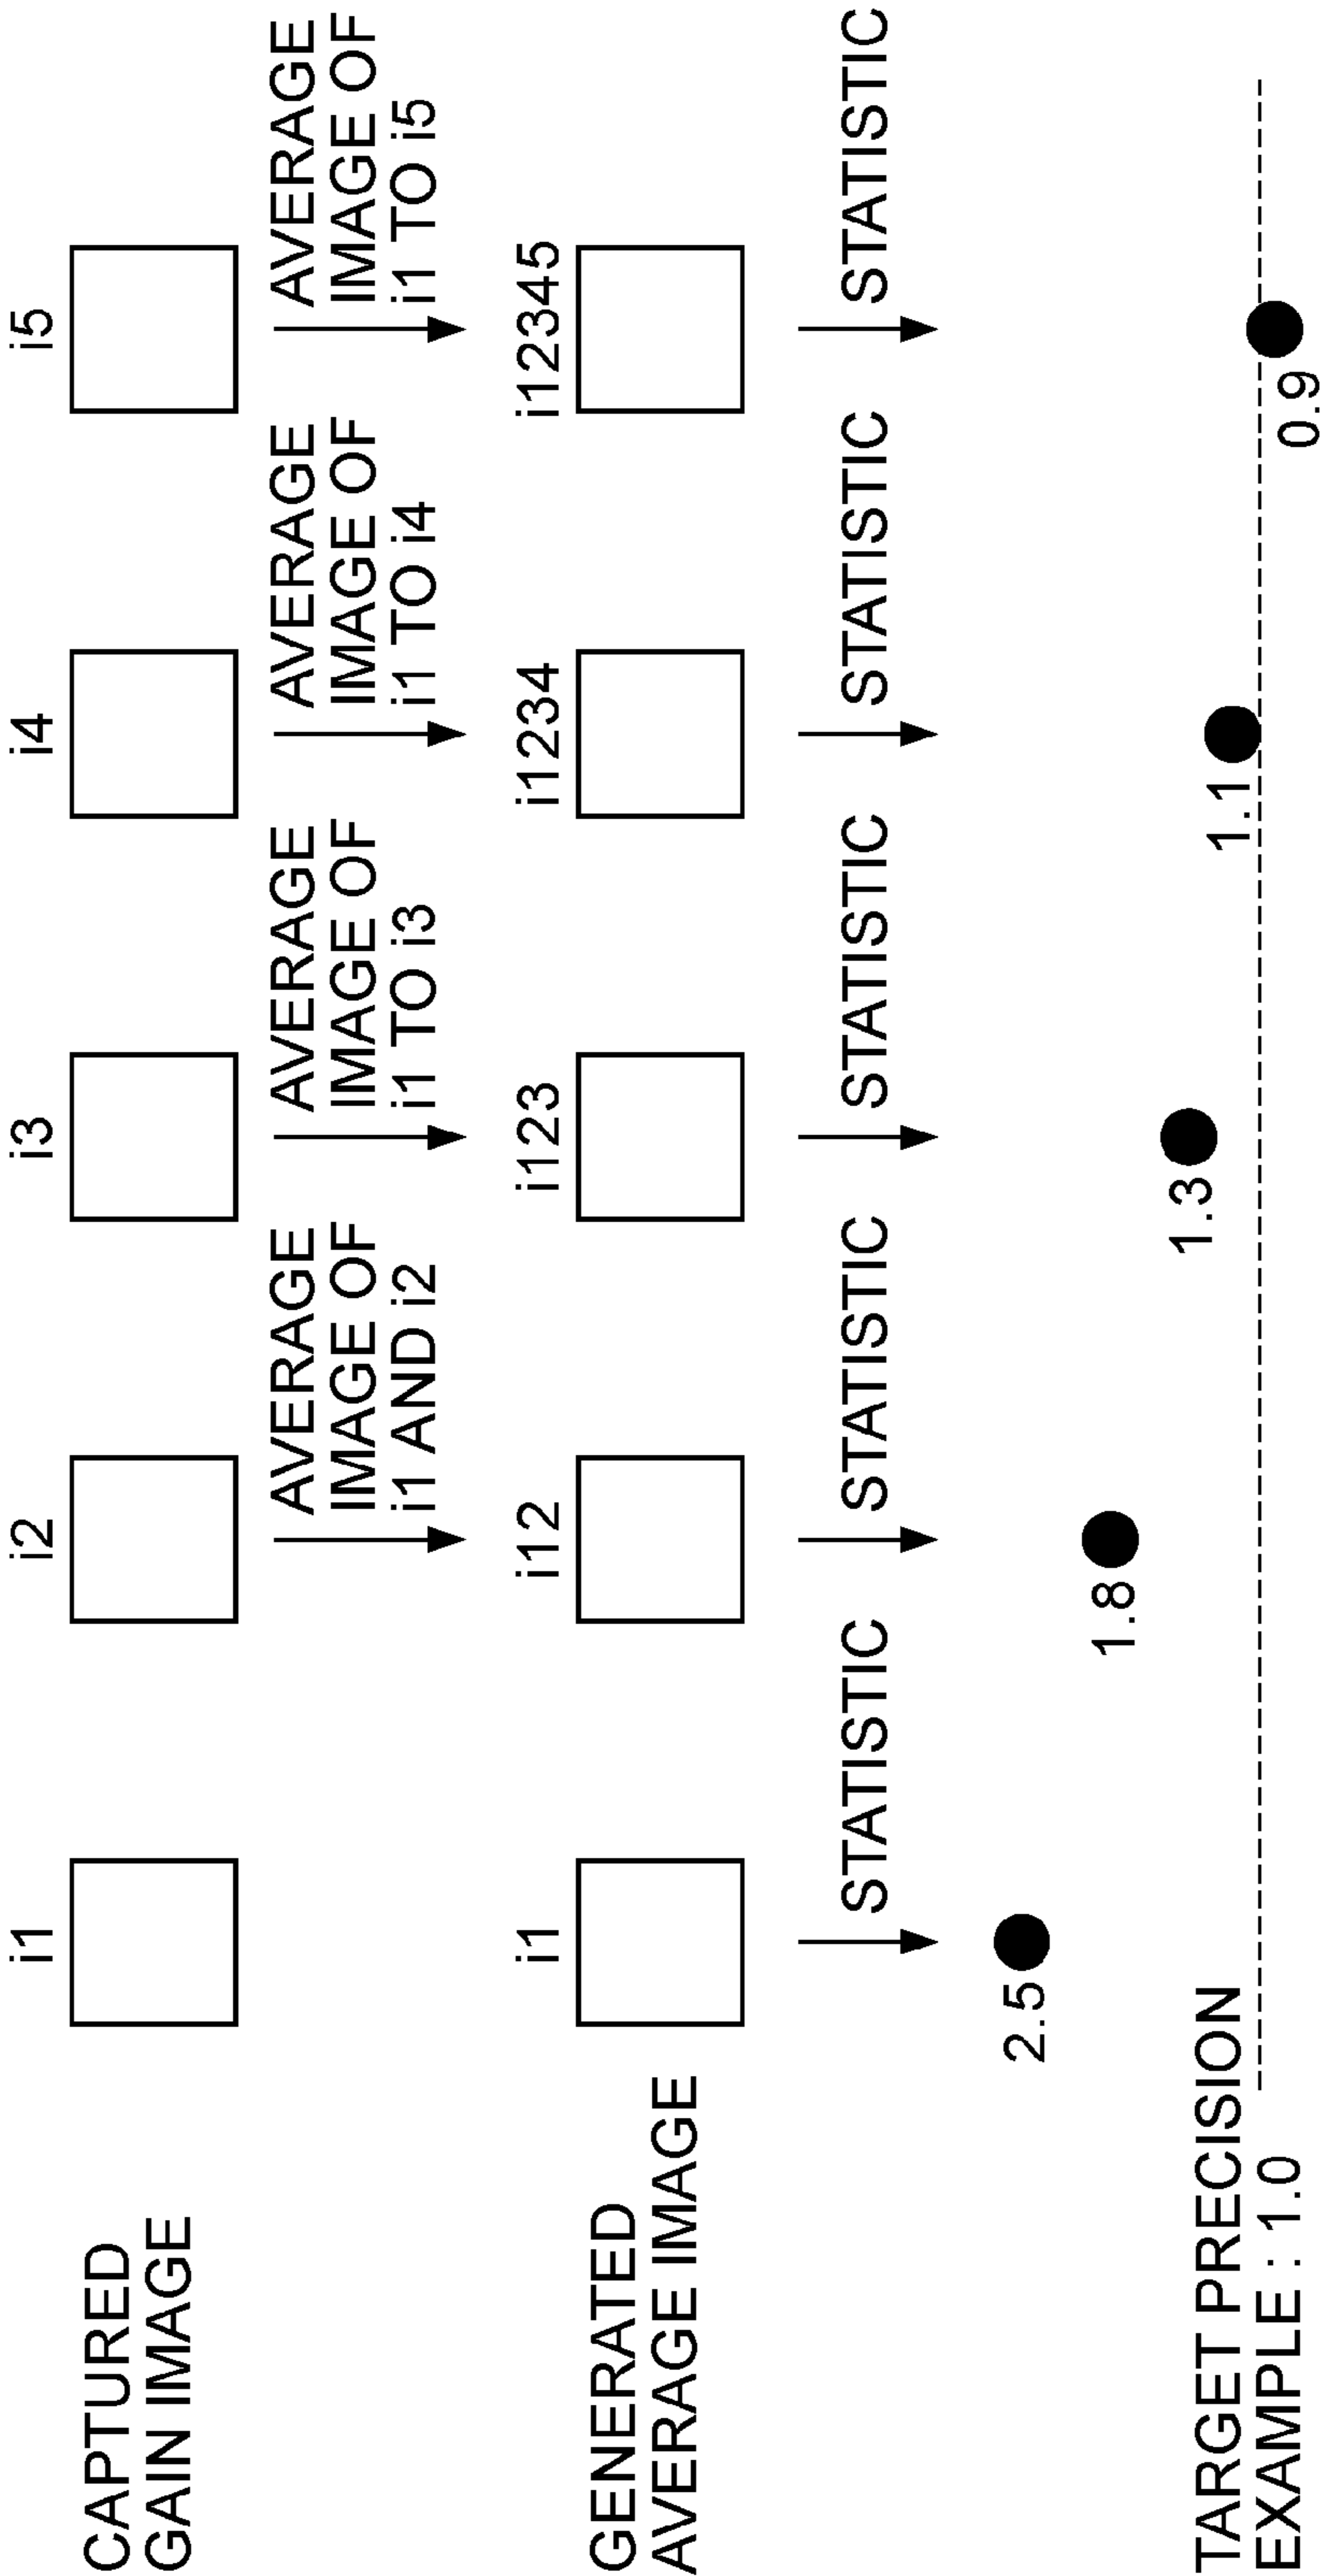 i1
i2
i3
i4
i5
CAPTURED
GAIN IMAGE
AVERAGE
IMAGE OF
i1 AND i2
AVERAGE
IMAGE OF
i1 TO i3
AVERAGE
IMAGE OF
i1 TO i4
AVERAGE
IMAGE OF
i1 TO i5
i1
i12
i123
i1234
i12345
GENERATED
AVERAGE IMAGE
STATISTIC
STATISTIC
STATISTIC
STATISTIC
STATISTIC
2.5
1.8
1.3
1.1
0.9
TARGET PRECISION
EXAMPLE : 1.0